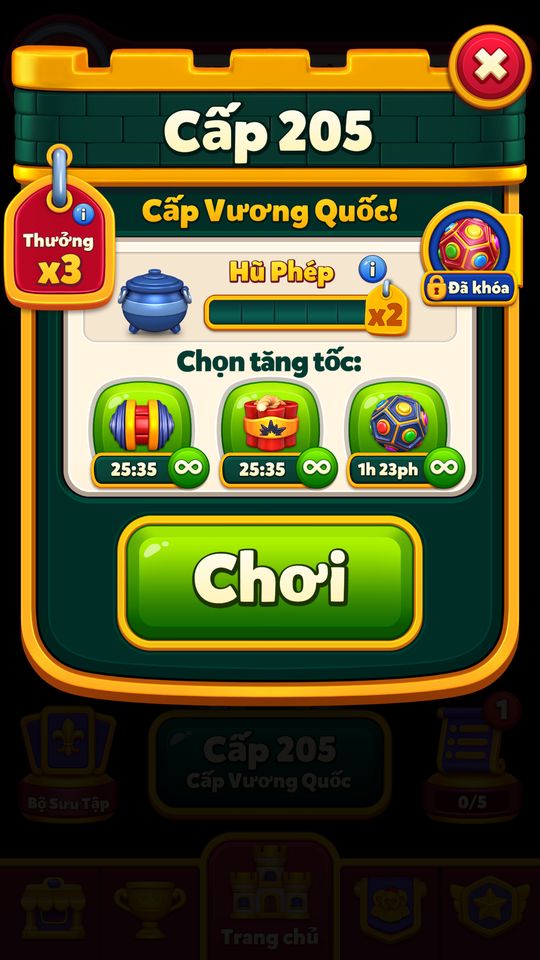 Cấp 205
Cấp Vương Quốc!
Thưởng
x3
Đã khóa
Hũ Phép
x2
Chọn tăng tốc:
25:35
25:35
1h 23ph
Chơi
Cấp 205
Cấp Vương Quốc
1
Bộ Sưu Tập
0/5
Trang chủ